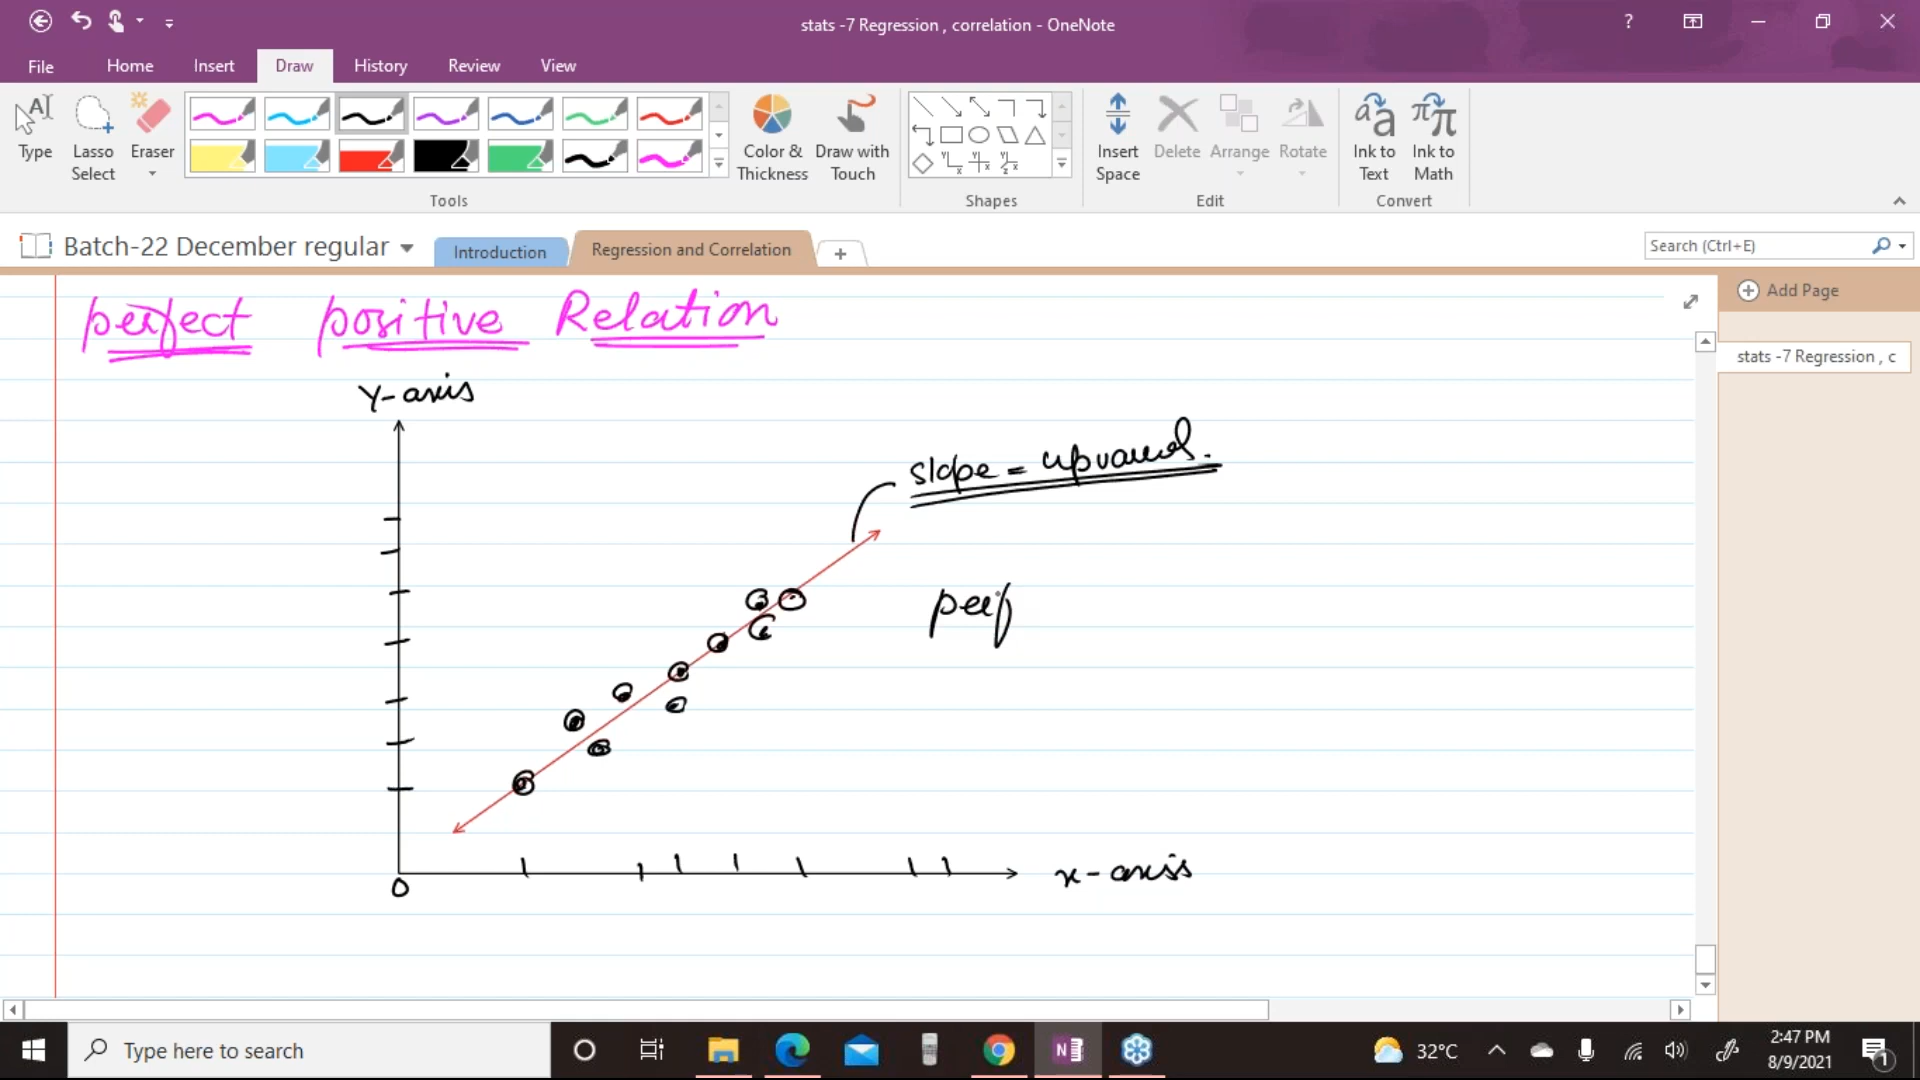 stats -7 Regression , correlation - OneNote
?
File Home Insert Draw History Review View
Type
Lasso Select
Eraser
Color & Thickness
Draw with Touch
Insert Space
Delete
Arrange
Rotate
Ink to Text
Ink to Math
Tools
Shapes
Edit
Convert
Batch-22 December regular
Introduction
Regression and Correlation
Search (Ctrl+E)
Add Page
stats -7 Regression , c
perfect positive Relation
Y-axis
slope = upward.
perf
0
x-axis
Type here to search
32°C
2:47 PM
8/9/2021
1